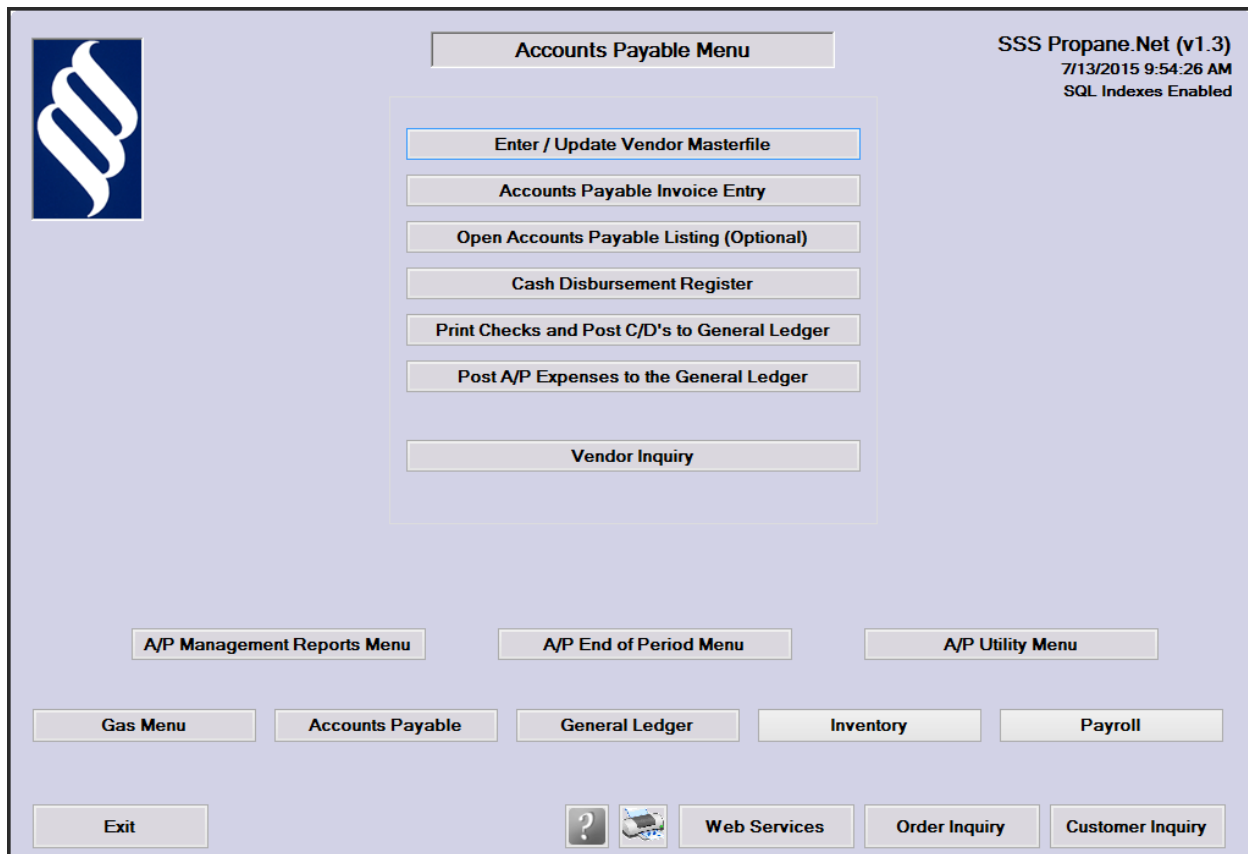 Accounts Payable Menu
SSS Propane.Net (v1.3)
7/13/2015 9:54:26 AM
SQL Indexes Enabled
Enter / Update Vendor Masterfile
Accounts Payable Invoice Entry
Open Accounts Payable Listing (Optional)
Cash Disbursement Register
Print Checks and Post C/D's to General Ledger
Post A/P Expenses to the General Ledger
Vendor Inquiry
A/P Management Reports Menu
A/P End of Period Menu
A/P Utility Menu
Gas Menu
Accounts Payable
General Ledger
Inventory
Payroll
Exit
?
Web Services
Order Inquiry
Customer Inquiry